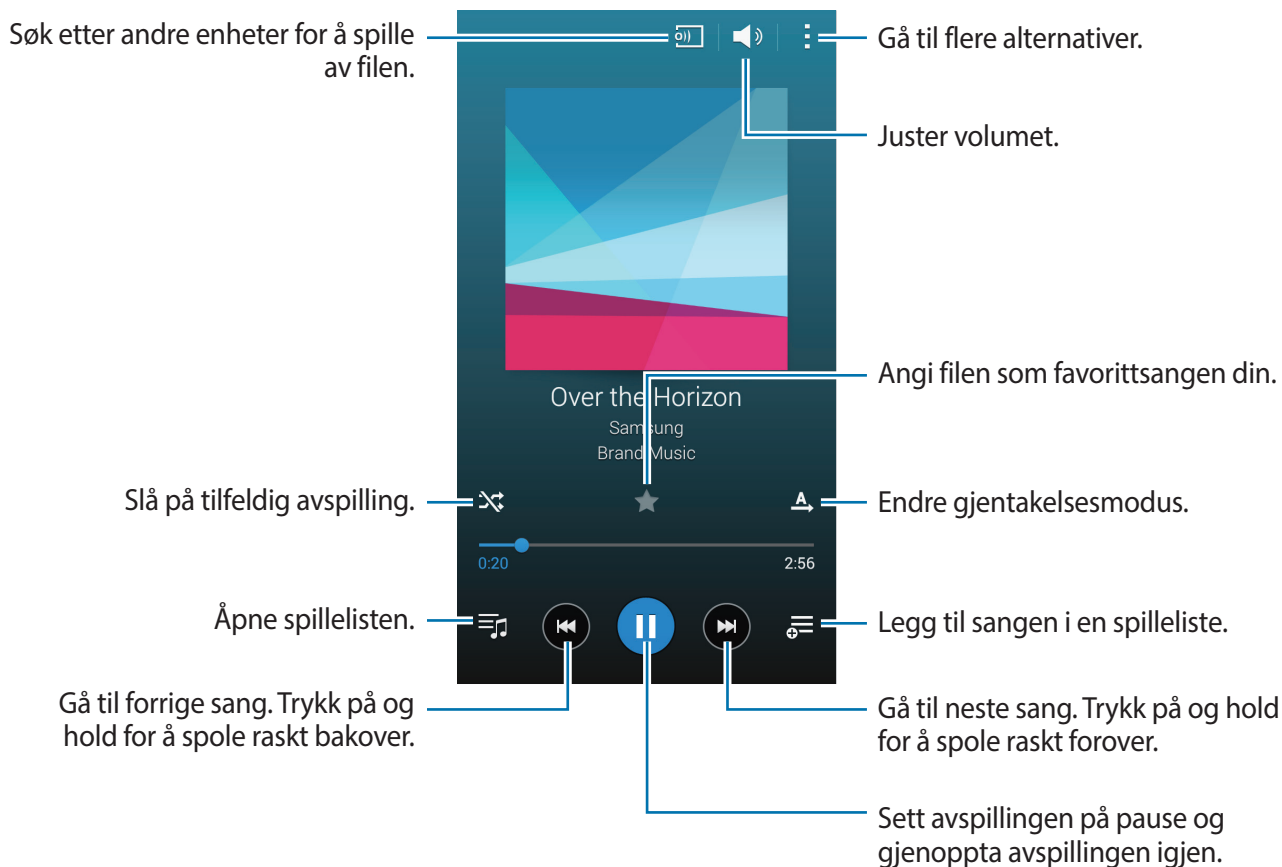 Søk etter andre enheter for å spille
av filen.
Gå til flere alternativer.
Juster volumet.
Angi filen som favorittsangen din.
Over the Horizon
Samsung
Brand Music
Slå på tilfeldig avspilling.
A
Endre gjentakelsesmodus.
0:20
2:56
Åpne spillelisten.
Legg til sangen i en spilleliste.
Gå til forrige sang. Trykk på og
hold for å spole raskt bakover.
Gå til neste sang. Trykk på og hold
for å spole raskt forover.
Sett avspillingen på pause og
gjenoppta avspillingen igjen.